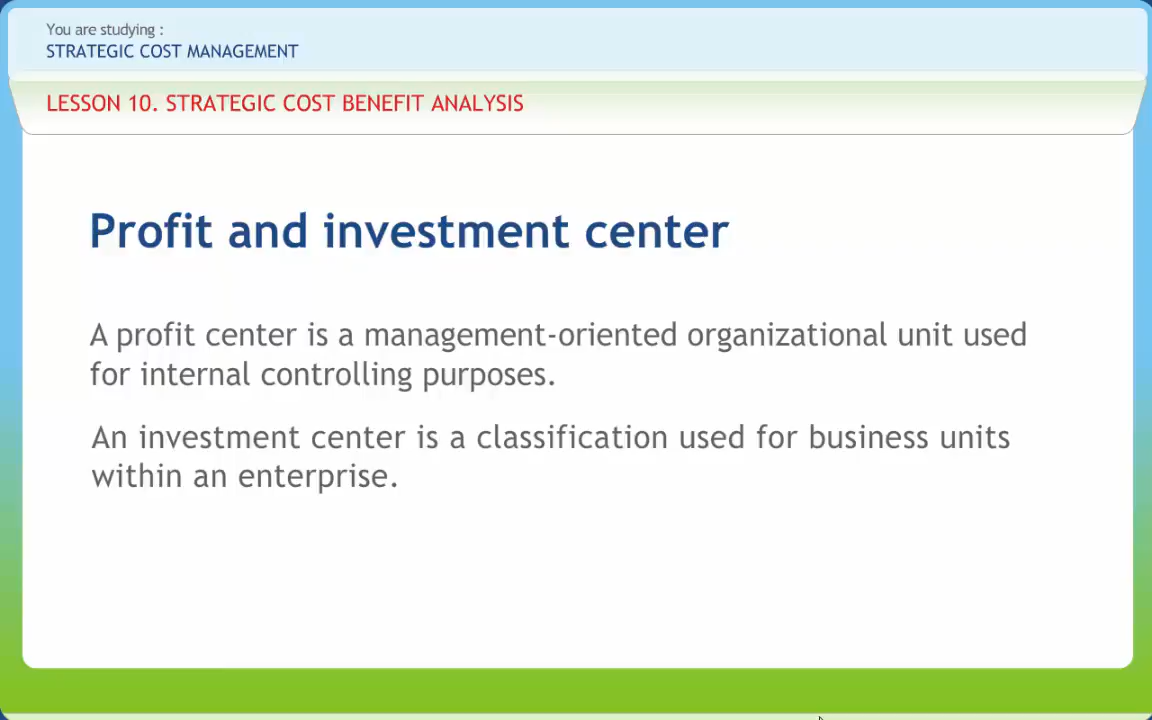 You are studying :
STRATEGIC COST MANAGEMENT
LESSON 10. STRATEGIC COST BENEFIT ANALYSIS
Profit and investment center
A profit center is a management-oriented organizational unit used
for internal controlling purposes.
An investment center is a classification used for business units
within an enterprise.